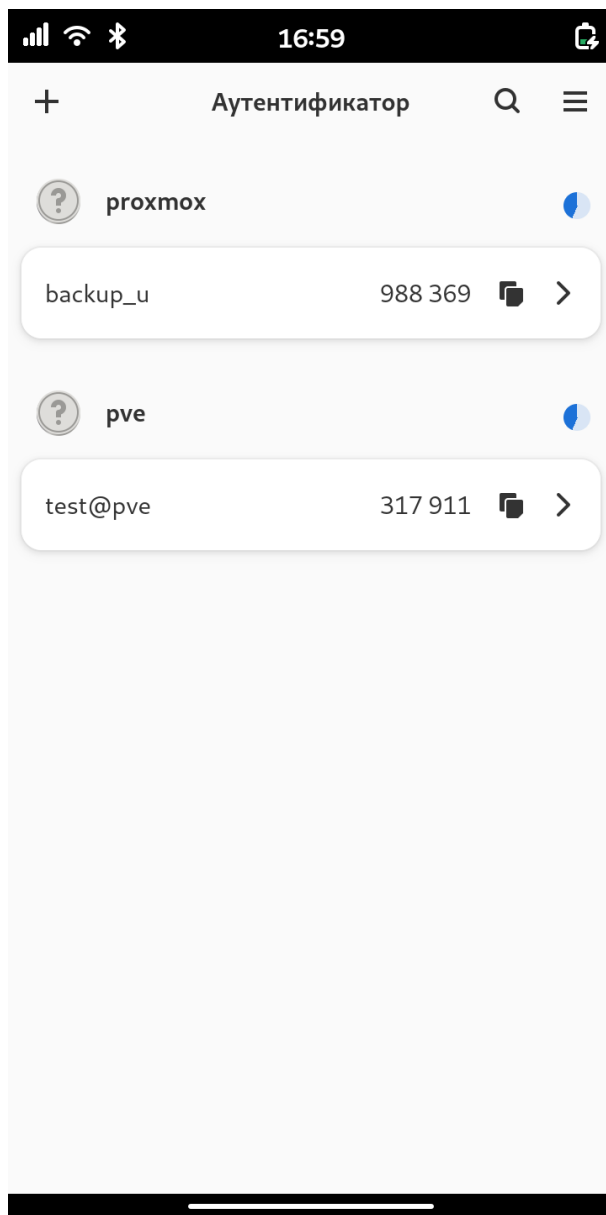 16:59
Аутентификатор
proxmox
backup_u 988 369
pve
test@pve 317 911